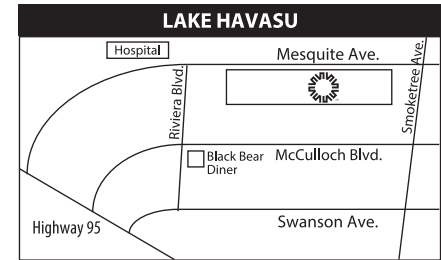 LAKE HAVASU
Hospital
Mesquite Ave.
Smoketree Ave.
Riviera Blvd.
Black Bear
Diner
McCulloch Blvd.
Swanson Ave.
Highway 95